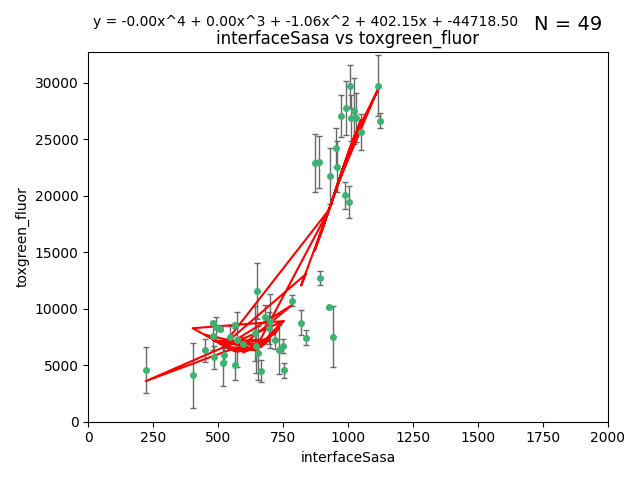 y = -0.00x^4 + 0.00x^3 + -1.06x^2 + 402.15x + -44718.50
N = 49
interfaceSasa vs toxgreen_fluor
30000
25000
20000
15000
10000
5000
0
toxgreen_fluor
0 250 500 750 1000 1250 1500 1750 2000
interfaceSasa